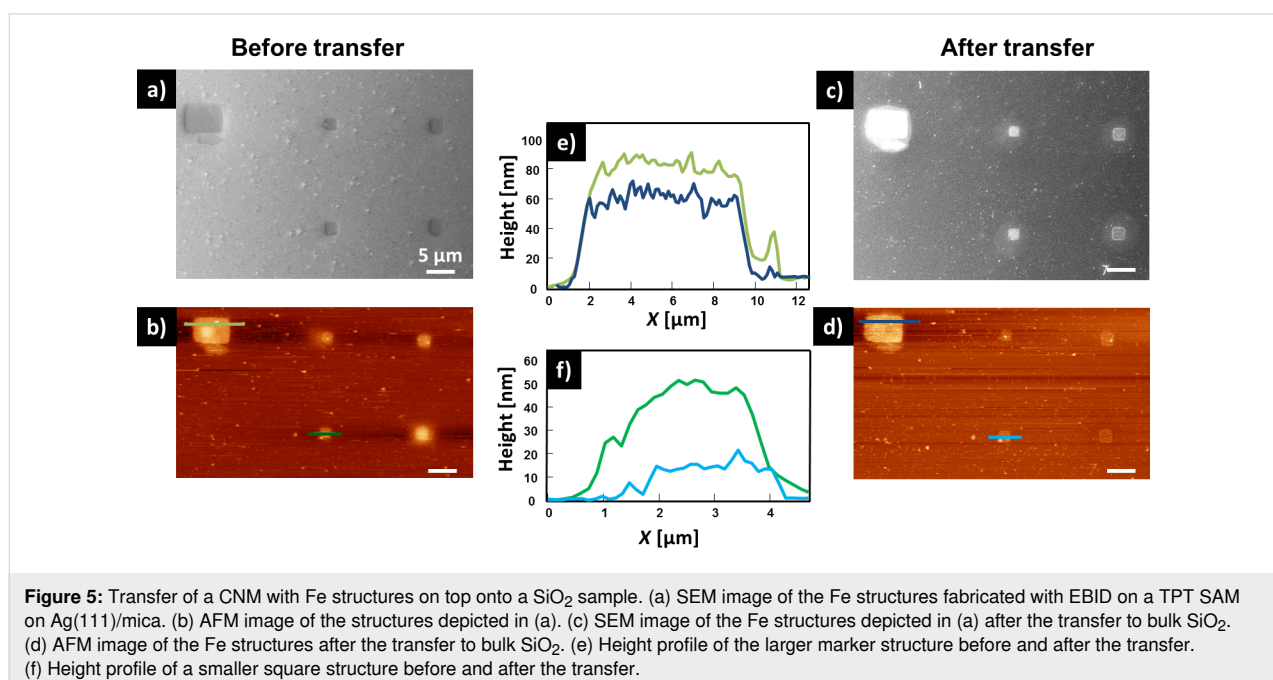 Before transfer
After transfer
a)
5 µm
b)
e)
Height [nm]
100
80
60
40
20
0
0 2 4 6 8 10 12
X [µm]
f)
Height [nm]
60
50
40
30
20
10
0
0 1 2 3 4
X [µm]
c)
7
d)
Figure 5: Transfer of a CNM with Fe structures on top onto a SiO₂ sample. (a) SEM image of the Fe structures fabricated with EBID on a TPT SAM
on Ag(111)/mica. (b) AFM image of the structures depicted in (a). (c) SEM image of the Fe structures depicted in (a) after the transfer to bulk SiO₂.
(d) AFM image of the Fe structures after the transfer to bulk SiO₂. (e) Height profile of the larger marker structure before and after the transfer.
(f) Height profile of a smaller square structure before and after the transfer.